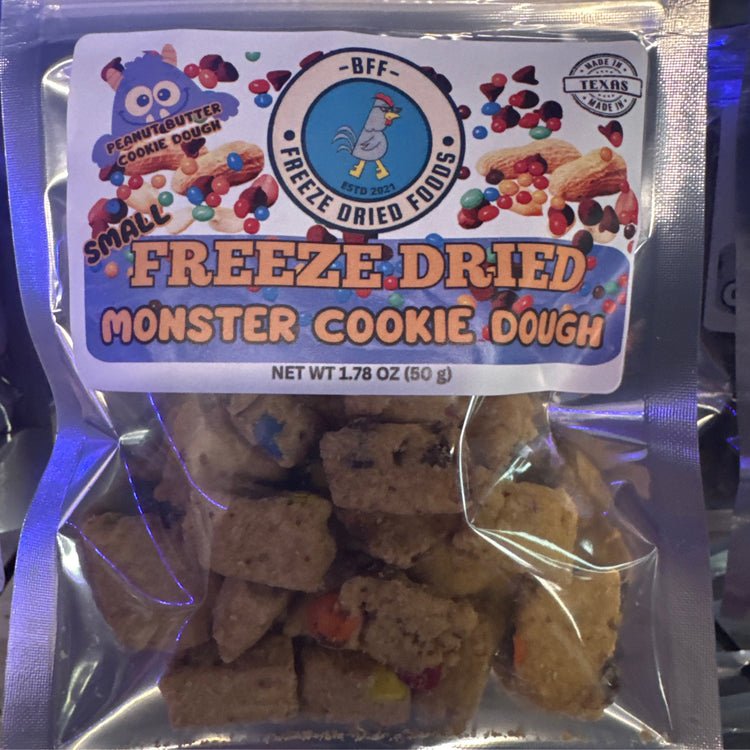 PEANUT BUTTER
COOKIE DOUGH
-BFF-
FREEZE DRIED FOODS
ESTD 2021
MADE IN
TEXAS
MADE IN
SMALL
FREEZE DRIED
MONSTER COOKIE DOUGH
NET WT 1.78 OZ (50 g)